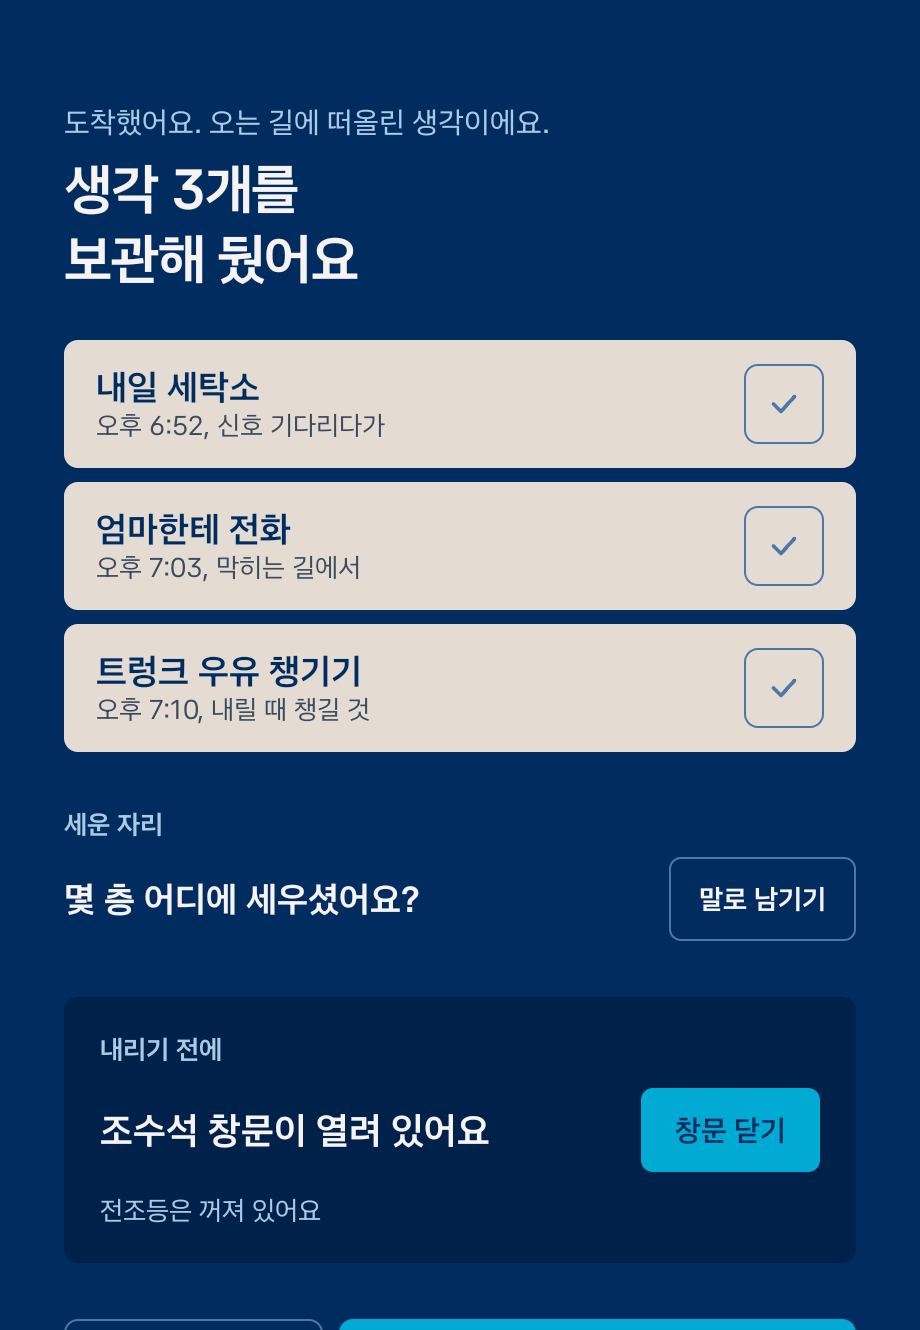 도착했어요. 오는 길에 떠올린 생각이에요.
생각 3개를
보관해 뒀어요
내일 세탁소
오후 6:52, 신호 기다리다가
엄마한테 전화
오후 7:03, 막히는 길에서
트렁크 우유 챙기기
오후 7:10, 내릴 때 챙길 것
세운 자리
몇 층 어디에 세우셨어요?
말로 남기기
내리기 전에
조수석 창문이 열려 있어요
창문 닫기
전조등은 꺼져 있어요